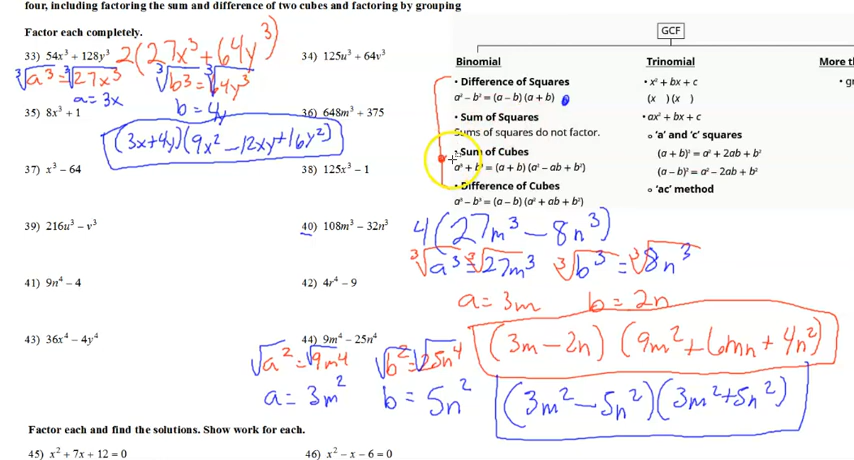 four, including factoring the sum and difference of two cubes and factoring by grouping
Factor each completely.
33) 54x³ + 128y³
2(27x³ + 64y³)
∛a³ = ∛27x³ ∛b³ = ∛64y³
a = 3x
b = 4y
34) 125u³ + 64v³
35) 8x³ + 1
36) 648m³ + 375
(3x+4y)(9x² - 12xy + 16y²)
37) x³ − 64
38) 125x³ − 1
39) 216u³ − v³
40) 108m³ − 32n³
4(27m³ - 8n³)
∛a³ = ∛27m³ ∛b³ = ∛8n³
a = 3m b = 2n
(3m - 2n) (9m² + 6mn + 4n²)
41) 9n⁴ − 4
42) 4r⁴ − 9
43) 36x⁴ − 4y⁴
44) 9m⁴ − 25n⁴
√a² = √9m⁴ √b² = √25n⁴
a = 3m² b = 5n²
(3m² - 5n²)(3m² + 5n²)
Factor each and find the solutions. Show work for each.
45) x² + 7x + 12 = 0
46) x² − x − 6 = 0
GCF
Binomial
• Difference of Squares
a² – b² = (a – b) (a + b)
• Sum of Squares
Sums of squares do not factor.
• Sum of Cubes
a³ + b³ = (a + b) (a² – ab + b²)
• Difference of Cubes
a³ – b³ = (a – b) (a² + ab + b²)
Trinomial
• x² + bx + c
(x )(x )
• ax² + bx + c
o 'a' and 'c' squares
(a + b)² = a² + 2ab + b²
(a – b)² = a² – 2ab + b²
o 'ac' method
More t
• gr